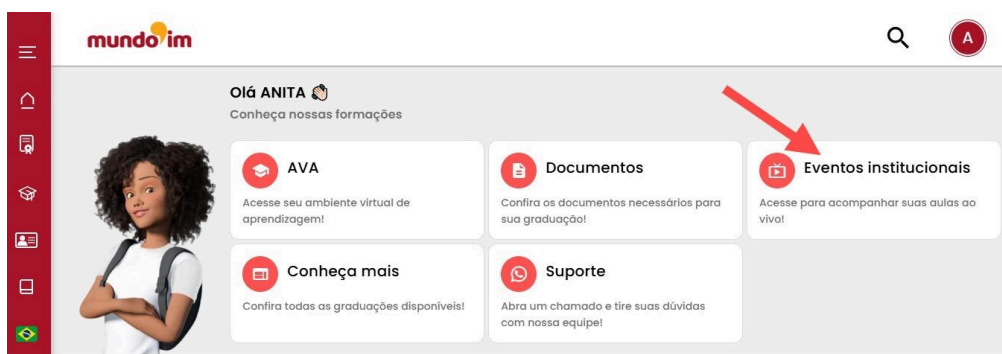 mundo im
A
Olá ANITA 👏🏻
Conheça nossas formações
AVA
Acesse seu ambiente virtual de
aprendizagem!
Documentos
Confira os documentos necessários para
sua graduação!
Eventos institucionais
Acesse para acompanhar suas aulas ao
vivo!
Conheça mais
Confira todas as graduações disponíveis!
Suporte
Abra um chamado e tire suas dúvidas
com nossa equipe!